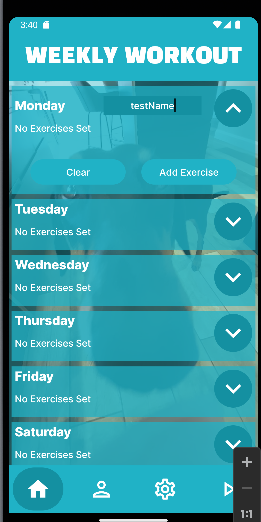 3:40
WEEKLY WORKOUT
Monday testName
No Exercises Set
Clear Add Exercise
Tuesday
No Exercises Set
Wednesday
No Exercises Set
Thursday
No Exercises Set
Friday
No Exercises Set
Saturday
No Exercises Set
1:1